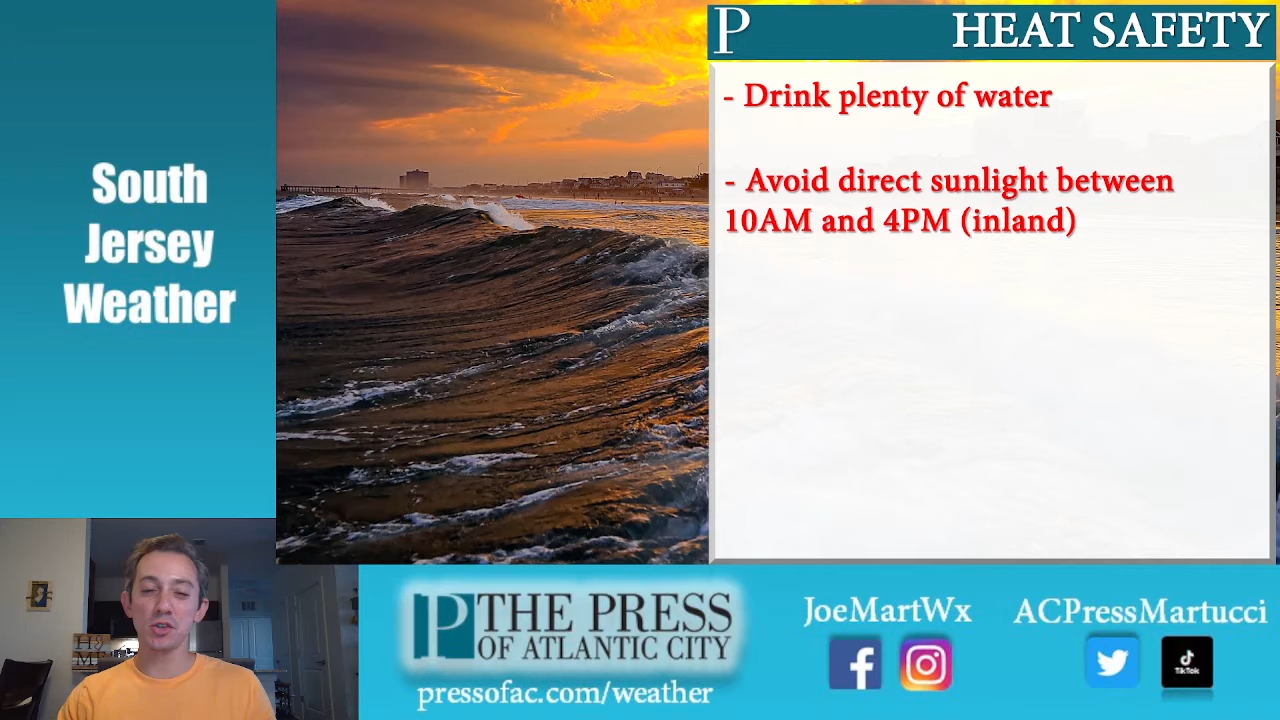 South
Jersey
Weather
P
HEAT SAFETY
- Drink plenty of water
- Avoid direct sunlight between
10AM and 4PM (inland)
P THE PRESS
OF ATLANTIC CITY
pressofac.com/weather
JoeMartWx
ACPressMartucci
TikTok